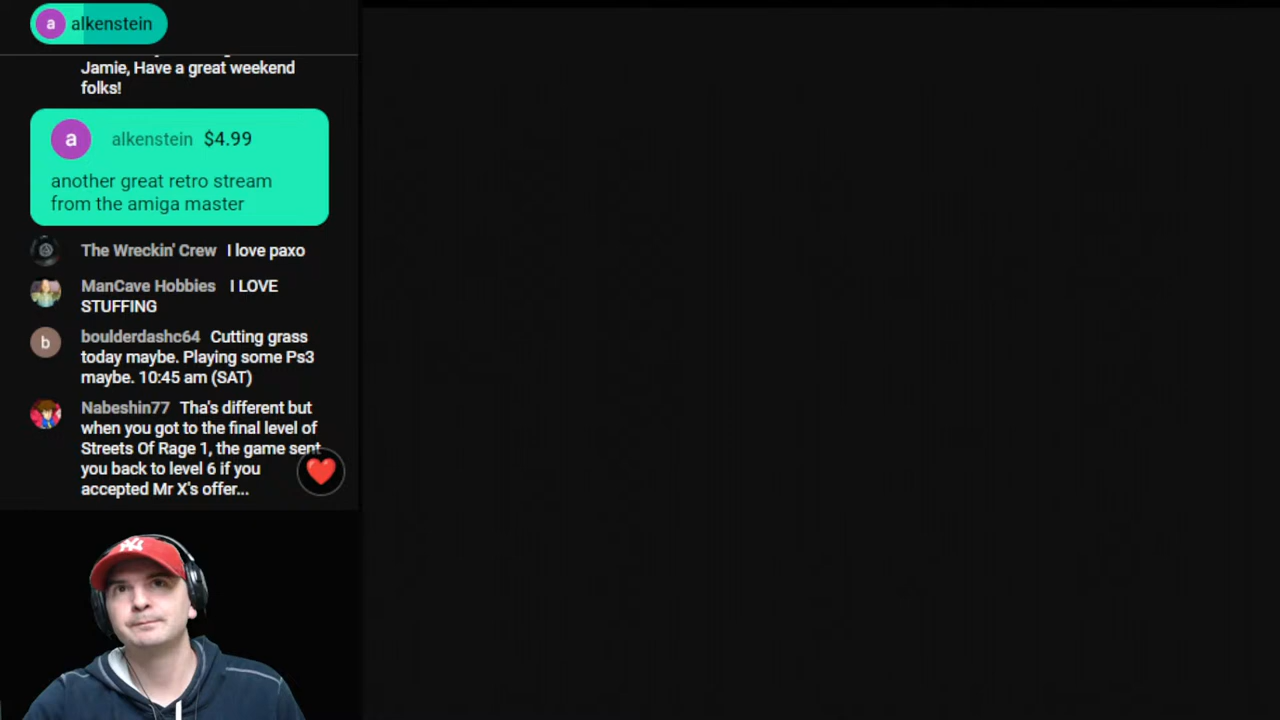 a alkenstein
Jamie, Have a great weekend
folks!
a alkenstein $4.99
another great retro stream
from the amiga master
The Wreckin' Crew I love paxo
ManCave Hobbies I LOVE
STUFFING
b boulderdashc64 Cutting grass
today maybe. Playing some Ps3
maybe. 10:45 am (SAT)
Nabeshin77 Tha's different but
when you got to the final level of
Streets Of Rage 1, the game sent
you back to level 6 if you
accepted Mr X's offer...
NY